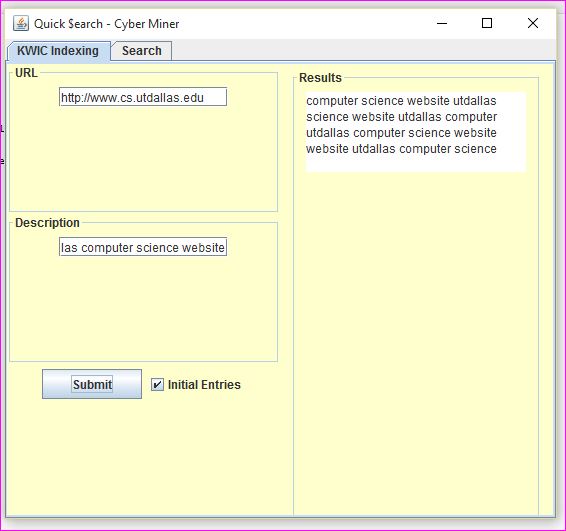 Quick $earch - Cyber Miner
KWIC Indexing
Search
URL
http://www.cs.utdallas.edu
Description
las computer science website
Submit
Initial Entries
Results
computer science website utdallas
science website utdallas computer
utdallas computer science website
website utdallas computer science